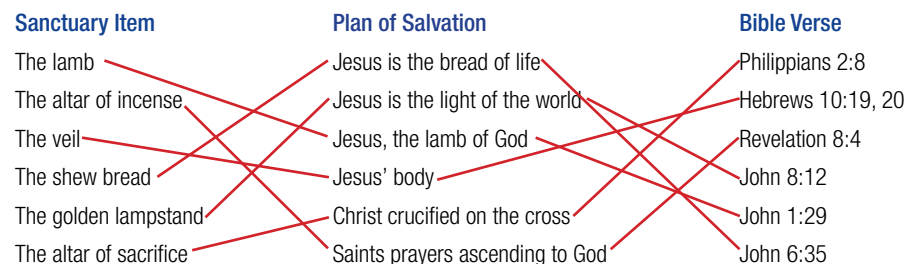 Sanctuary Item Plan of Salvation Bible Verse
The lamb Jesus is the bread of life Philippians 2:8
The altar of incense Jesus is the light of the world Hebrews 10:19, 20
The veil Jesus, the lamb of God Revelation 8:4
The shew bread Jesus' body John 8:12
The golden lampstand Christ crucified on the cross John 1:29
The altar of sacrifice Saints prayers ascending to God John 6:35